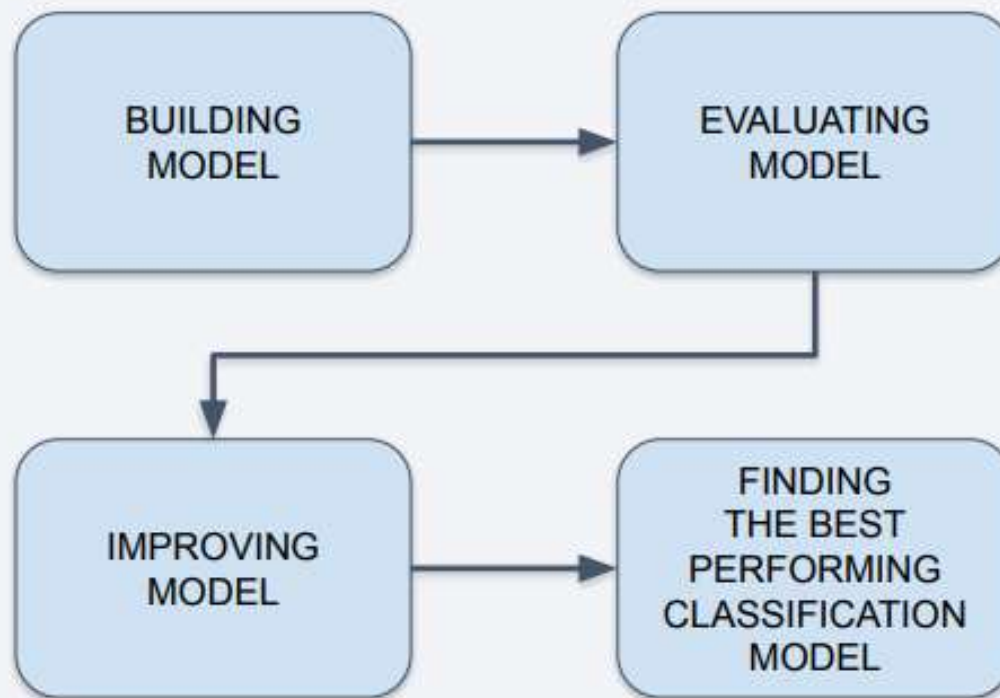 BUILDING
MODEL
EVALUATING
MODEL
IMPROVING
MODEL
FINDING
THE BEST
PERFORMING
CLASSIFICATION
MODEL